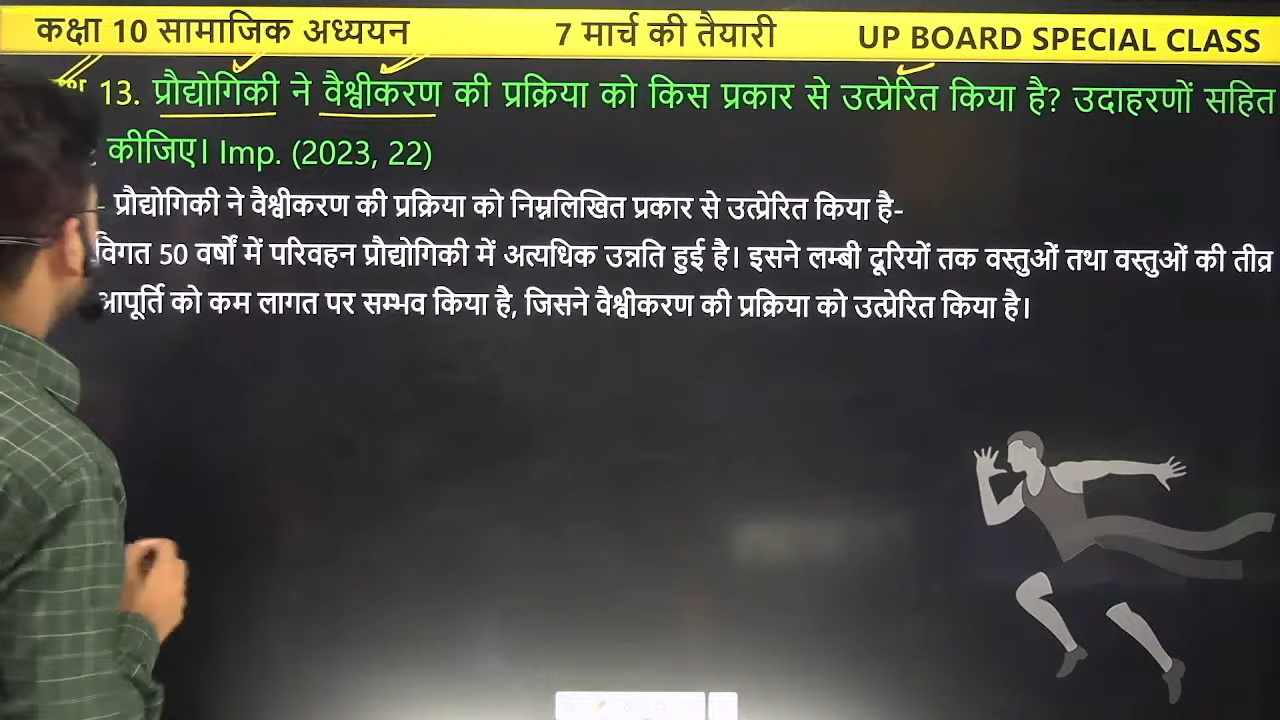 कक्षा 10 सामाजिक अध्ययन 7 मार्च की तैयारी UP BOARD SPECIAL CLASS
13. प्रौद्योगिकी ने वैश्वीकरण की प्रक्रिया को किस प्रकार से उत्प्रेरित किया है? उदाहरणों सहित
कीजिए। Imp. (2023, 22)
- प्रौद्योगिकी ने वैश्वीकरण की प्रक्रिया को निम्नलिखित प्रकार से उत्प्रेरित किया है-
विगत 50 वर्षों में परिवहन प्रौद्योगिकी में अत्यधिक उन्नति हुई है। इसने लम्बी दूरियों तक वस्तुओं तथा वस्तुओं की तीव्र
आपूर्ति को कम लागत पर सम्भव किया है, जिसने वैश्वीकरण की प्रक्रिया को उत्प्रेरित किया है।